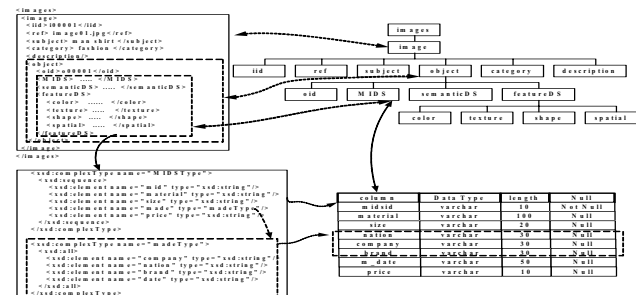 <images>
<image>
<iid>i00001</iid>
<ref> image01.jpg</ref>
<subject> man shirt </subject>
<category> fashion </category>
<description/>
<object>
<oid>o00001</oid>
<MIDS> ..... </MIDS>
<semanticDS> ..... </semanticDS>
<featureDS>
<color> ...... </color>
<texture> ...... </texture>
<shape> ...... </shape>
<spatial> ...... </spatial>
</featureDS>
</object>
</image>
</images>
images
image
iid ref subject object category description
oid MIDS semanticDS featureDS
color texture shape spatial
<xsd:complexType name="MIDSType">
<xsd:sequence>
<xsd:element name="mid" type="xsd:string"/>
<xsd:element name="material" type="xsd:string"/>
<xsd:element name="size" type="xsd:string"/>
<xsd:element name="made" type="madeType"/>
<xsd:element name="price" type="xsd:string"/>
</xsd:sequence>
</xsd:complexType>
<xsd:complexType name="madeType">
<xsd:all>
<xsd:element name="company" type="xsd:string"/>
<xsd:element name="nation" type="xsd:string"/>
<xsd:element name="brand" type="xsd:string"/>
<xsd:element name="date" type="xsd:string"/>
</xsd:all>
</xsd:complexType>
column Data Type length Null
midsid varchar 10 Not Null
material varchar 100 Null
size varchar 20 Null
nation varchar Null
company varchar 30 Null
brand varchar Null
m_date varchar 50 Null
price varchar 10 Null